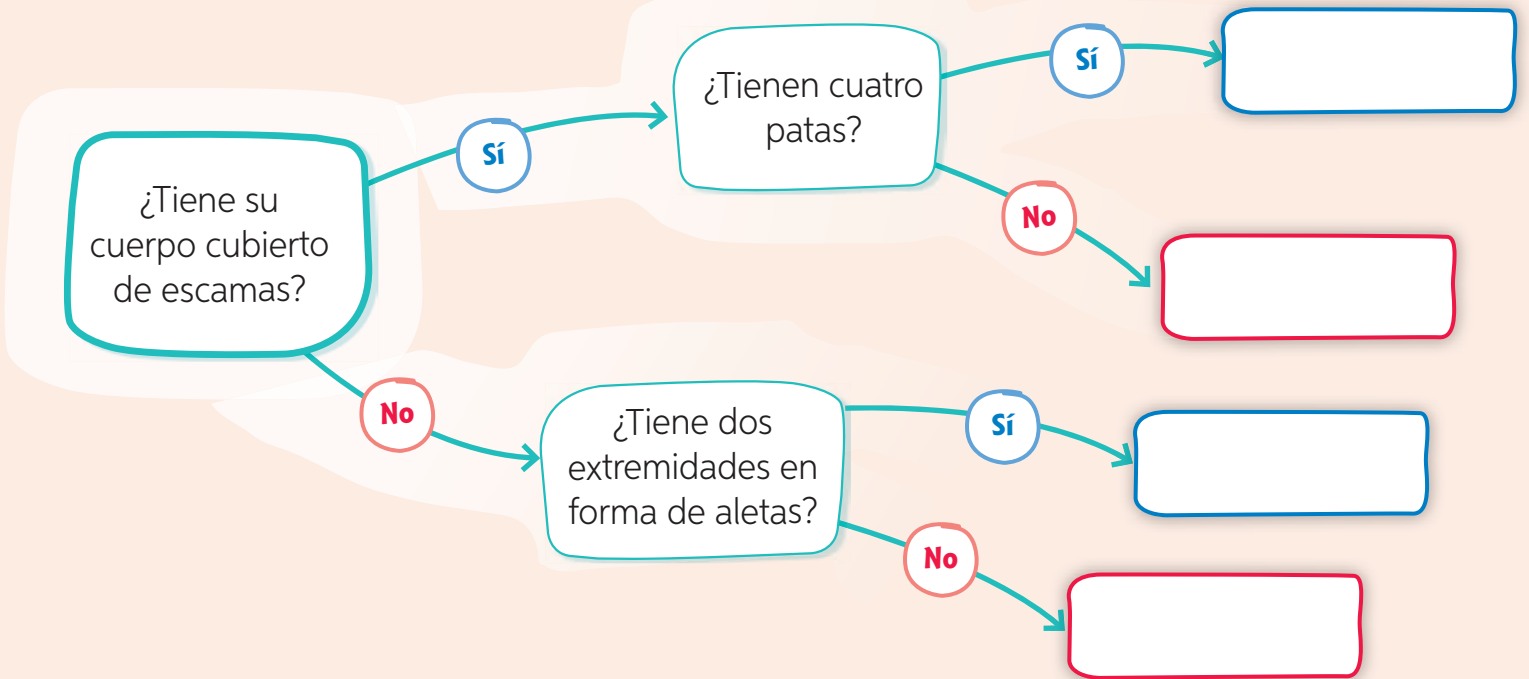 ¿Tiene su
cuerpo cubierto
de escamas?
Sí
¿Tienen cuatro
patas?
Sí
No
No
¿Tiene dos
extremidades en
forma de aletas?
Sí
No